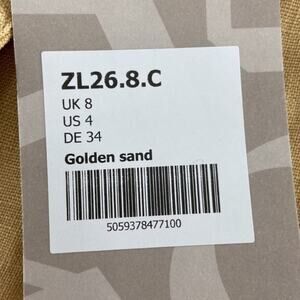 ZL26.8.C
UK 8
US 4
DE 34
Golden sand
5059378477100